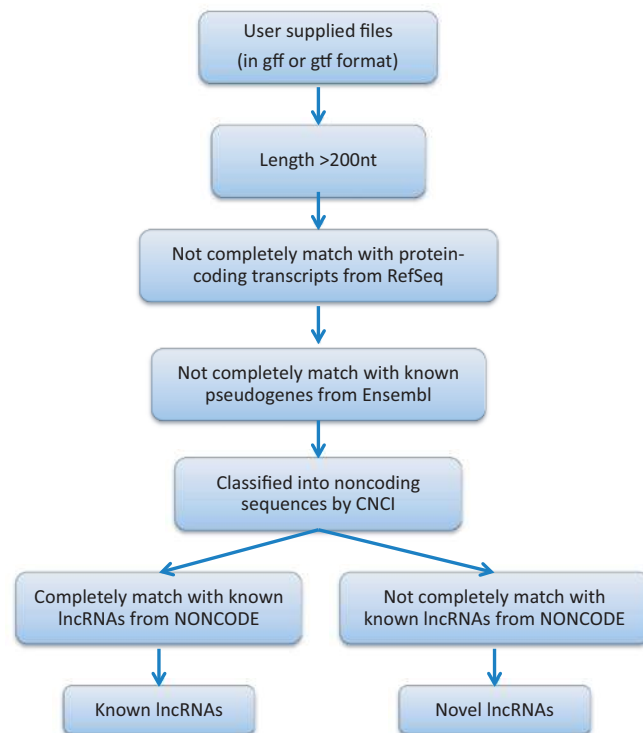 User supplied files
(in gff or gtf format)
Length >200nt
Not completely match with protein-
coding transcripts from RefSeq
Not completely match with known
pseudogenes from Ensembl
Classified into noncoding
sequences by CNCI
Completely match with known
lncRNAs from NONCODE
Not completely match with
known lncRNAs from NONCODE
Known lncRNAs
Novel lncRNAs